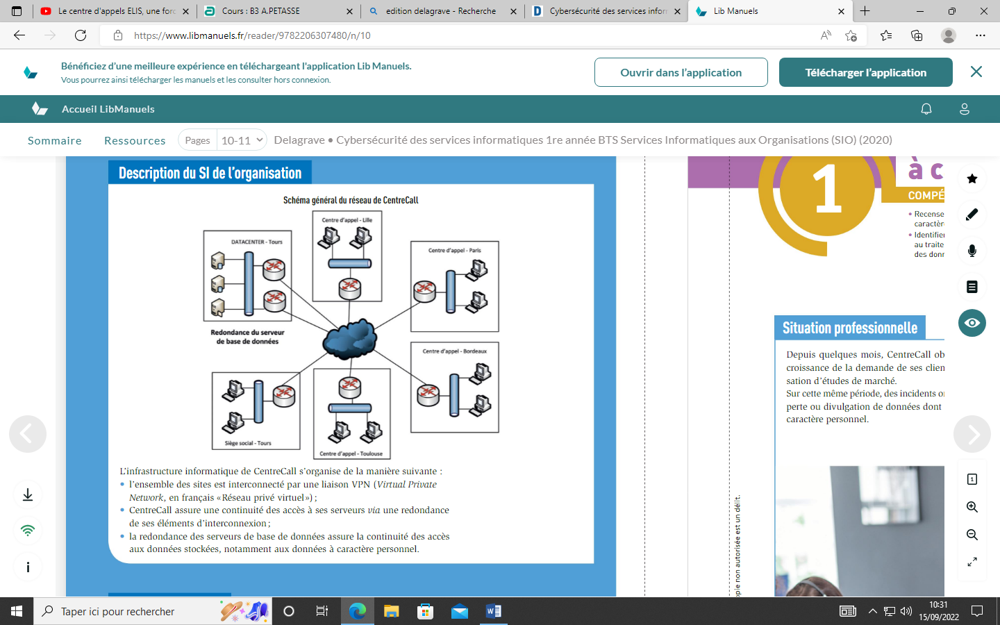 Le centre d'appels ELIS, une forc
Cours : B3 A.PETASSE
edition delagrave - Recherche
Cybersécurité des services inforr
Lib Manuels
https://www.libmanuels.fr/reader/9782206307480/n/10
Bénéficiez d'une meilleure expérience en téléchargeant l'application Lib Manuels.
Vous pourrez ainsi télécharger les manuels et les consulter hors connexion.
Ouvrir dans l'application
Télécharger l'application
Accueil LibManuels
Sommaire
Ressources
Pages
10-11
Delagrave • Cybersécurité des services informatiques 1re année BTS Services Informatiques aux Organisations (SIO) (2020)
Description du SI de l'organisation
Schéma général du réseau de CentreCall
Centre d'appel - Lille
DATACENTER - Tours
Centre d'appel - Paris
Redondance du serveur
de base de données
Centre d'appel - Bordeaux
Siège social - Tours
Centre d'appel - Toulouse
L'infrastructure informatique de CentreCall s'organise de la manière suivante :
• l'ensemble des sites est interconnecté par une liaison VPN (Virtual Private
Network, en français « Réseau privé virtuel ») ;
• CentreCall assure une continuité des accès à ses serveurs via une redondance
de ses éléments d'interconnexion ;
• la redondance des serveurs de base de données assure la continuité des accès
aux données stockées, notamment aux données à caractère personnel.
opie non autorisée est un délit.
1
à c
COMPÉ
• Recense
caractère
• Identifier
au traite
des donn
Situation professionnelle
Depuis quelques mois, CentreCall ob
croissance de la demande de ses clien
sation d'études de marché.
Sur cette même période, des incidents o
perte ou divulgation de données dont
caractère personnel.
1
Taper ici pour rechercher
10:31
15/09/2022